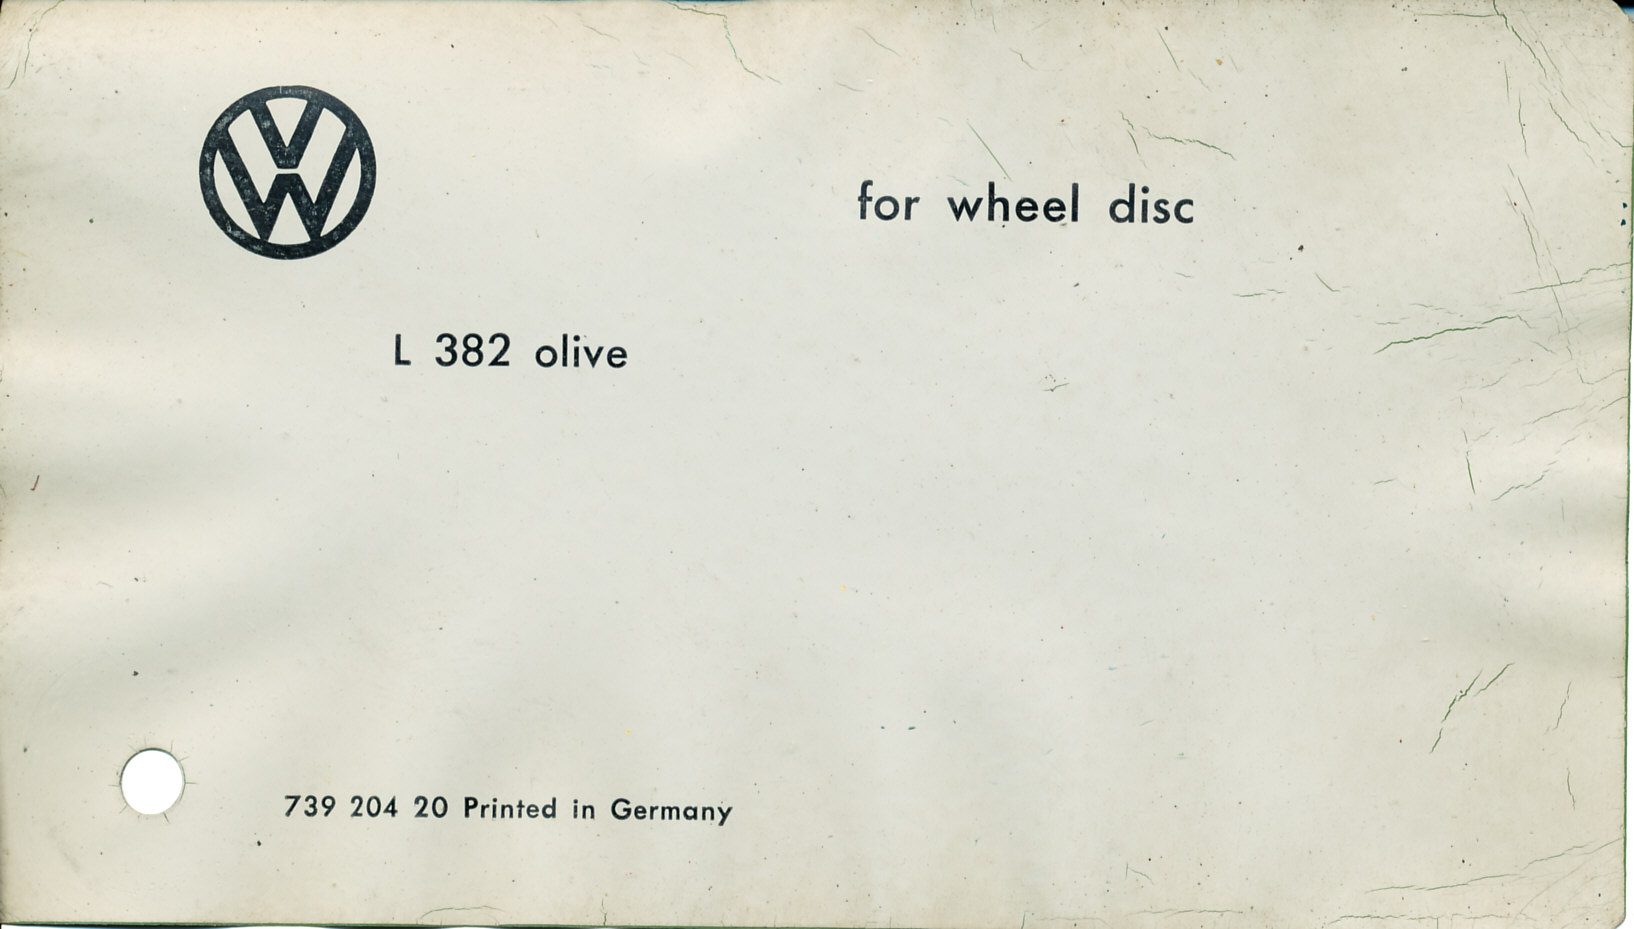 VW
for wheel disc
L 382 olive
739 204 20 Printed in Germany